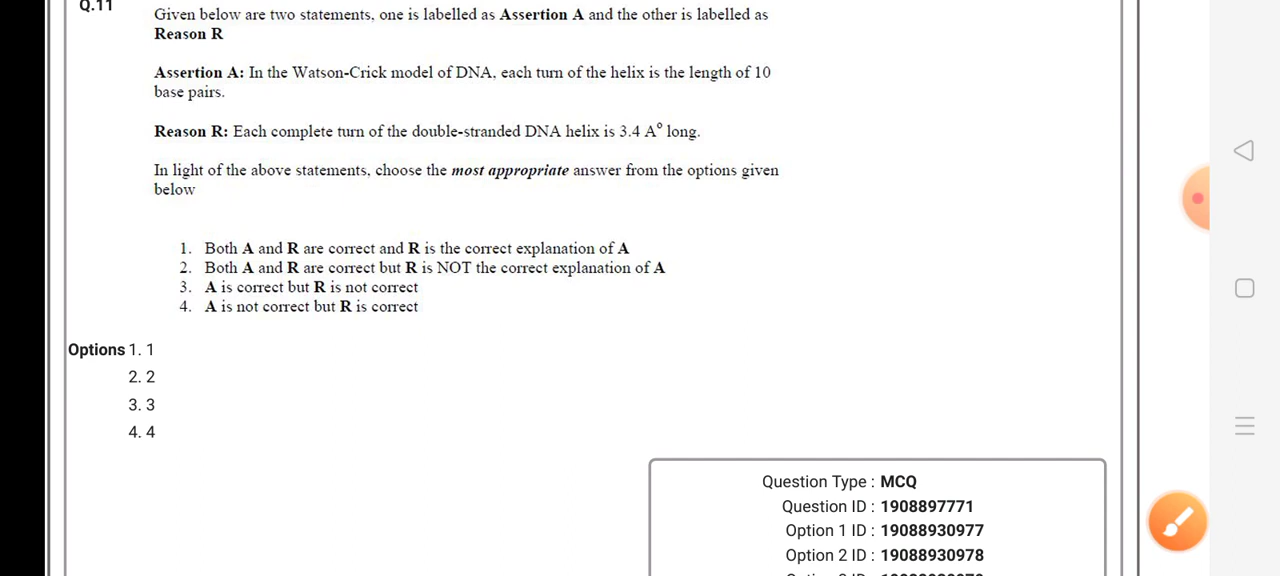 Q.11
Given below are two statements, one is labelled as Assertion A and the other is labelled as
Reason R
Assertion A: In the Watson-Crick model of DNA, each turn of the helix is the length of 10
base pairs.
Reason R: Each complete turn of the double-stranded DNA helix is 3.4 A° long.
In light of the above statements, choose the most appropriate answer from the options given
below
1. Both A and R are correct and R is the correct explanation of A
2. Both A and R are correct but R is NOT the correct explanation of A
3. A is correct but R is not correct
4. A is not correct but R is correct
Options 1. 1
2. 2
3. 3
4. 4
Question Type : MCQ
Question ID : 1908897771
Option 1 ID : 19088930977
Option 2 ID : 19088930978